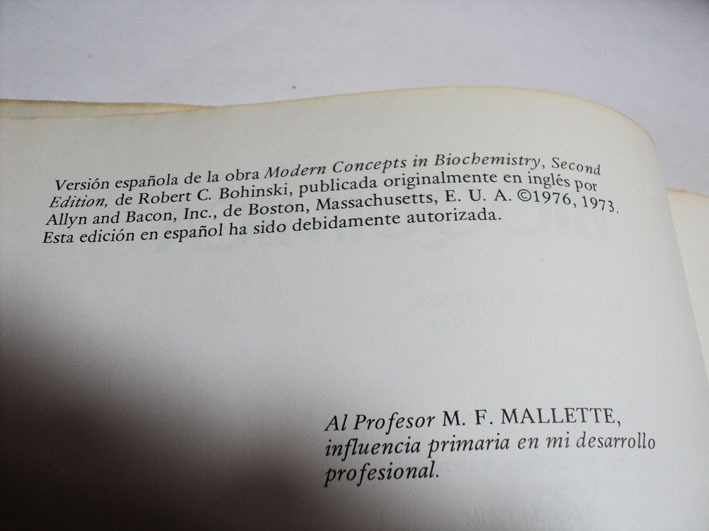 Versión española de la obra Modern Concepts in Biochemistry, Second
Edition, de Robert C. Bohinski, publicada originalmente en inglés por
Allyn and Bacon, Inc., de Boston, Massachusetts, E. U. A. ©1976, 1973.
Esta edición en español ha sido debidamente autorizada.
Al Profesor M. F. MALLETTE,
influencia primaria en mi desarrollo
profesional.